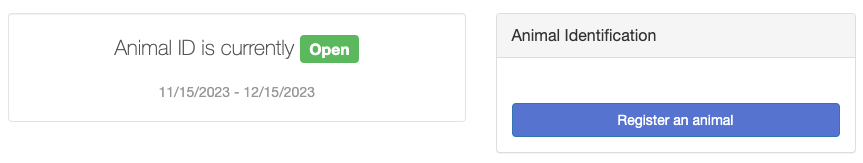 Animal ID is currently Open
11/15/2023 - 12/15/2023
Animal Identification
Register an animal